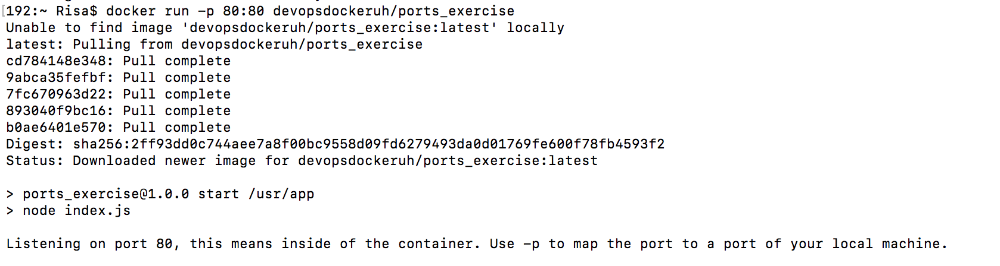 [192:~ Risa$ docker run -p 80:80 devopsdockeruh/ports_exercise
Unable to find image 'devopsdockeruh/ports_exercise:latest' locally
latest: Pulling from devopsdockeruh/ports_exercise
cd784148e348: Pull complete
9abca35fefbf: Pull complete
7fc670963d22: Pull complete
893040f9bc16: Pull complete
b0ae6401e570: Pull complete
Digest: sha256:2ff93dd0c744aee7a8f00bc9558d09fd6279493da0d01769fe600f78fb4593f2
Status: Downloaded newer image for devopsdockeruh/ports_exercise:latest

> ports_exercise@1.0.0 start /usr/app
> node index.js

Listening on port 80, this means inside of the container. Use -p to map the port to a port of your local machine.